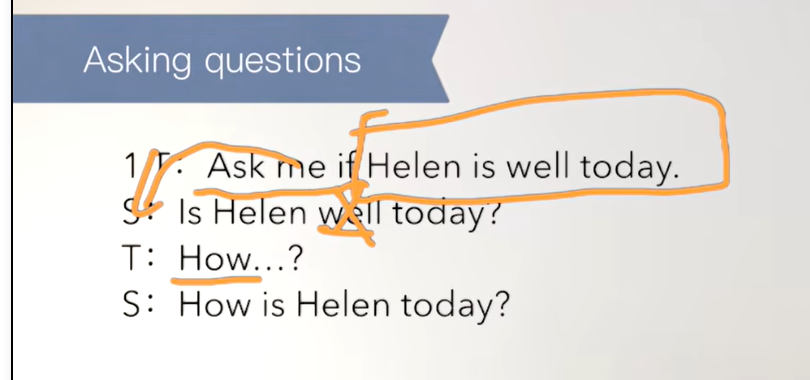 Asking questions
1 T: Ask me if Helen is well today.
S: Is Helen well today?
T: How...?
S: How is Helen today?